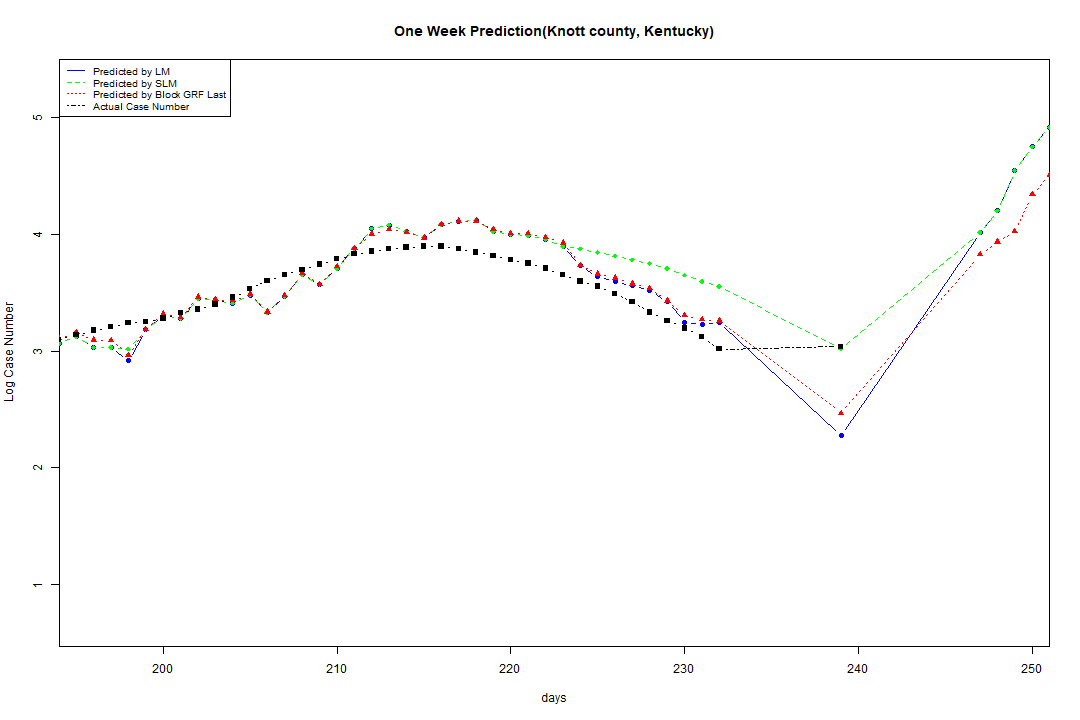 One Week Prediction(Knott county, Kentucky)
Predicted by LM
Predicted by SLM
Predicted by Block GRF Last
Actual Case Number
5
4
3
2
1
Log Case Number
200 210 220 230 240 250
days